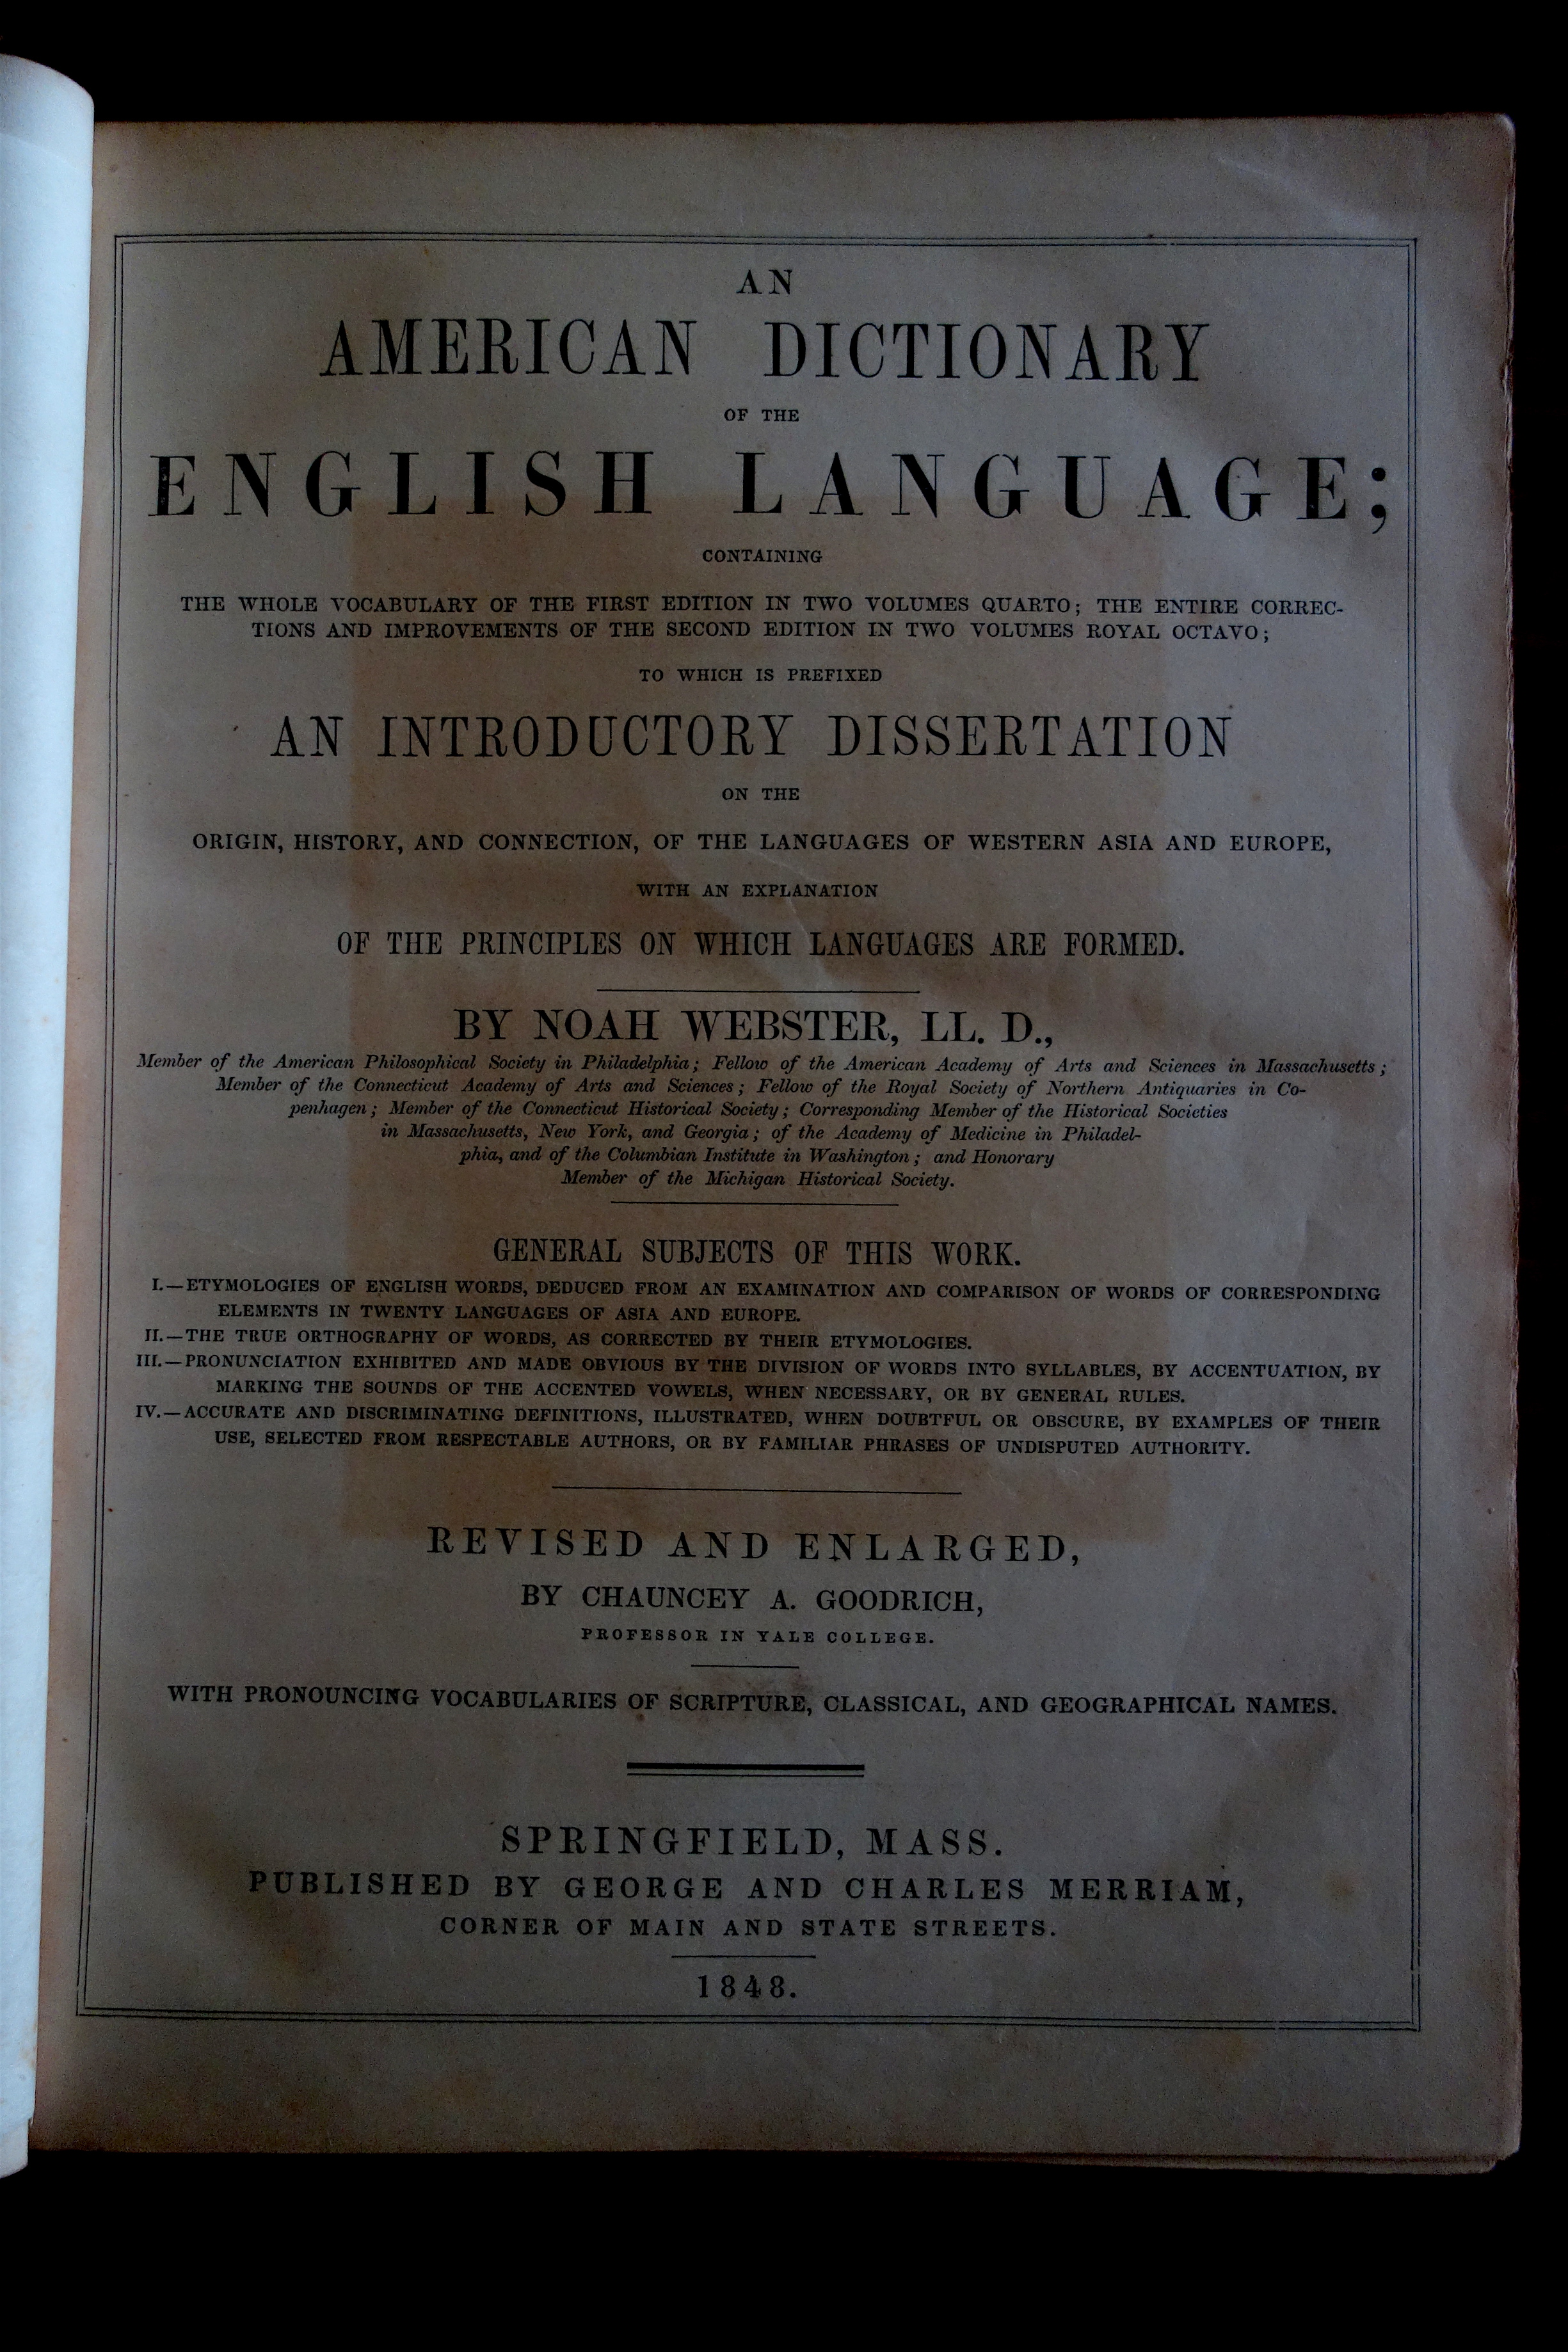 AN
AMERICAN DICTIONARY
OF THE
ENGLISH LANGUAGE;
CONTAINING
THE WHOLE VOCABULARY OF THE FIRST EDITION IN TWO VOLUMES QUARTO; THE ENTIRE CORREC-
TIONS AND IMPROVEMENTS OF THE SECOND EDITION IN TWO VOLUMES ROYAL OCTAVO;
TO WHICH IS PREFIXED
AN INTRODUCTORY DISSERTATION
ON THE
ORIGIN, HISTORY, AND CONNECTION, OF THE LANGUAGES OF WESTERN ASIA AND EUROPE,
WITH AN EXPLANATION
OF THE PRINCIPLES ON WHICH LANGUAGES ARE FORMED.
BY NOAH WEBSTER, LL. D.,
Member of the American Philosophical Society in Philadelphia; Fellow of the American Academy of Arts and Sciences in Massachusetts;
Member of the Connecticut Academy of Arts and Sciences; Fellow of the Royal Society of Northern Antiquaries in Co-
penhagen; Member of the Connecticut Historical Society; Corresponding Member of the Historical Societies
in Massachusetts, New York, and Georgia; of the Academy of Medicine in Philadel-
phia, and of the Columbian Institute in Washington; and Honorary
Member of the Michigan Historical Society.
GENERAL SUBJECTS OF THIS WORK.
I.—ETYMOLOGIES OF ENGLISH WORDS, DEDUCED FROM AN EXAMINATION AND COMPARISON OF WORDS OF CORRESPONDING
ELEMENTS IN TWENTY LANGUAGES OF ASIA AND EUROPE.
II.—THE TRUE ORTHOGRAPHY OF WORDS, AS CORRECTED BY THEIR ETYMOLOGIES.
III.—PRONUNCIATION EXHIBITED AND MADE OBVIOUS BY THE DIVISION OF WORDS INTO SYLLABLES, BY ACCENTUATION, BY
MARKING THE SOUNDS OF THE ACCENTED VOWELS, WHEN NECESSARY, OR BY GENERAL RULES.
IV.—ACCURATE AND DISCRIMINATING DEFINITIONS, ILLUSTRATED, WHEN DOUBTFUL OR OBSCURE, BY EXAMPLES OF THEIR
USE, SELECTED FROM RESPECTABLE AUTHORS, OR BY FAMILIAR PHRASES OF UNDISPUTED AUTHORITY.
REVISED AND ENLARGED,
BY CHAUNCEY A. GOODRICH,
PROFESSOR IN YALE COLLEGE.
WITH PRONOUNCING VOCABULARIES OF SCRIPTURE, CLASSICAL, AND GEOGRAPHICAL NAMES.
SPRINGFIELD, MASS.
PUBLISHED BY GEORGE AND CHARLES MERRIAM,
CORNER OF MAIN AND STATE STREETS.
1848.